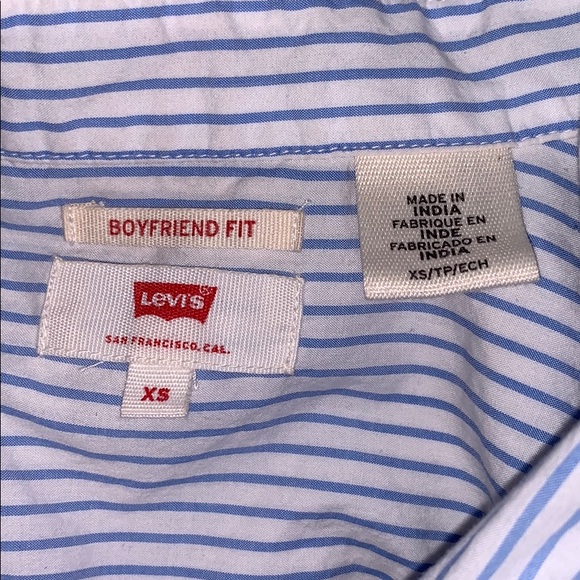 BOYFRIEND FIT
LEVI'S®
SAN FRANCISCO, CAL.
XS
MADE IN
INDIA
FABRIQUE EN
INDE
FABRICADO EN
INDIA
XS/TP/ECH